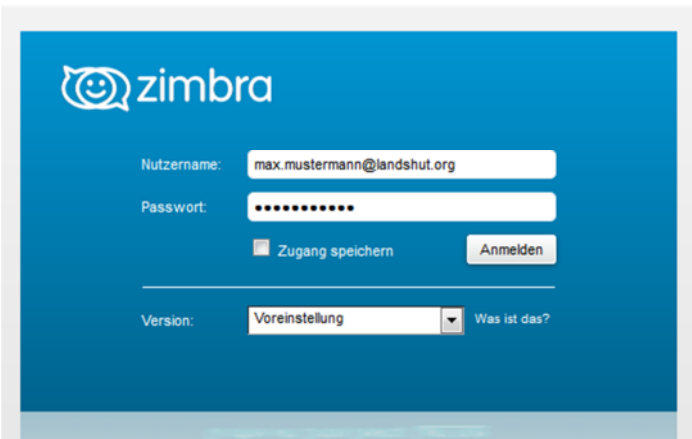 zimbra
Nutzername: max.mustermann@landshut.org
Passwort: •••••••••••
Zugang speichern Anmelden
Version: Voreinstellung Was ist das?